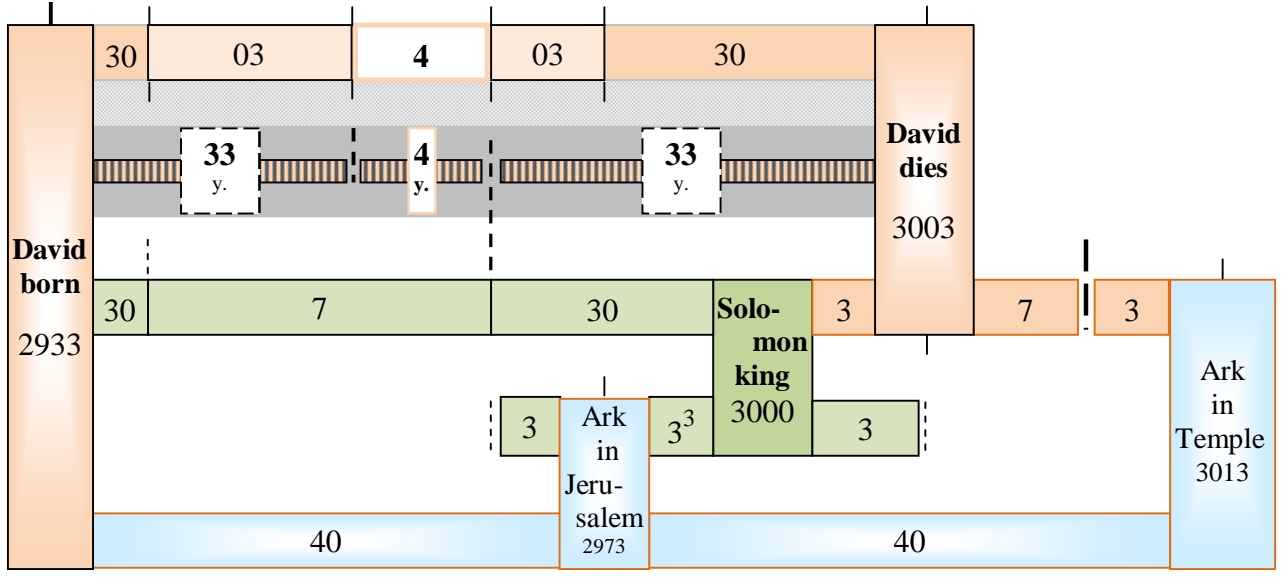 30 03 4 03 30
33 4 33
y. y. y.
David
dies
3003
David
born
2933
30 7 30 3 7 3
Solo-
mon
king
3000
3 3³ 3
Ark
in
Jeru-
salem
2973
Ark
in
Temple
3013
40 40